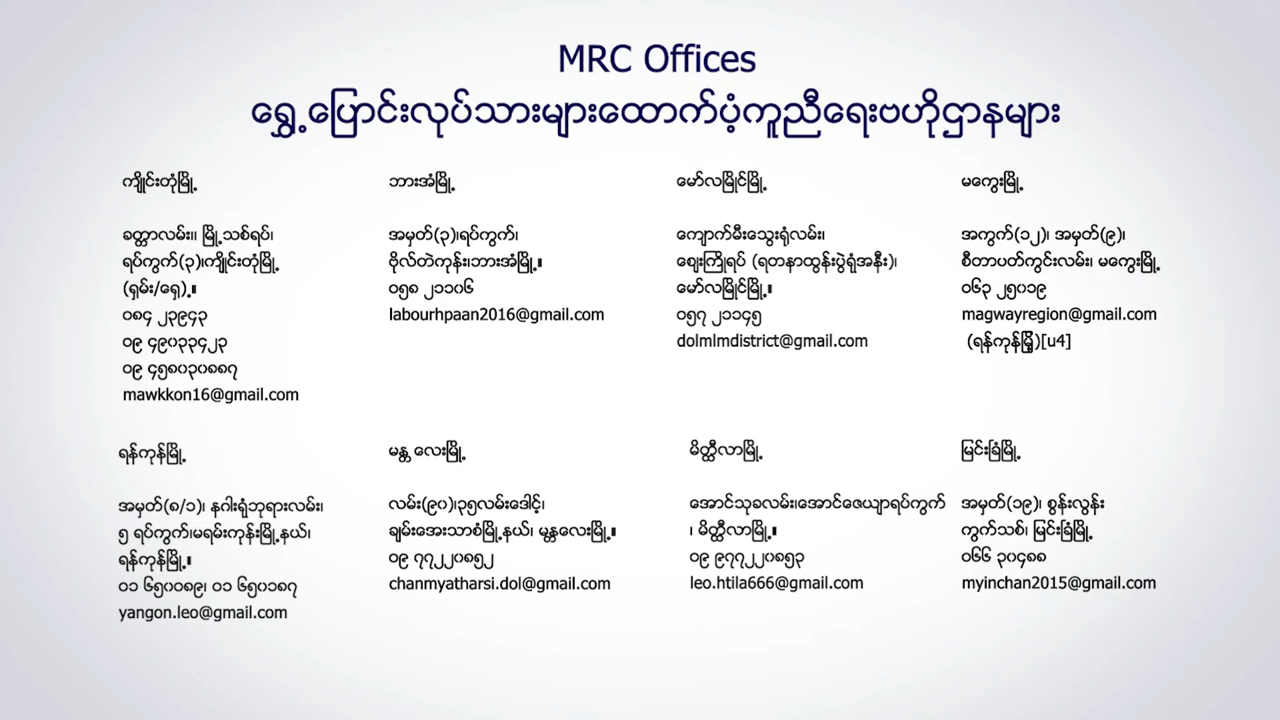 MRC Offices
ရွှေ့ပြောင်းလုပ်သားများထောက်ပံ့ကူညီရေးဗဟိုဌာနများ
ကျိုင်းတုံမြို့
ခတ္တာလမ်း၊၊ မြို့သစ်ရပ်၊
ရပ်ကွက်(၃)၊ကျိုင်းတုံမြို့
(ရှမ်း/ရှေ့)။
၀၈၄ ၂၃၉၄၃
၀၉ ၄၉၀၃၃၄၂၃
၀၉ ၄၅၈၀၃၀၈၈၇
mawkkon16@gmail.com
ဘားအံမြို့
အမှတ်(၃)၊ရပ်ကွက်၊
ဗိုလ်တဲကုန်း၊ဘားအံမြို့။
၀၅၈ ၂၁၁၀၆
labourhpaan2016@gmail.com
မော်လမြိုင်မြို့
ကျောက်မီးသွေးရုံလမ်း၊
ဈေးကြိုရပ် (ရတနာထွန်းပွဲရုံအနီး)၊
မော်လမြိုင်မြို့။
၀၅၇ ၂၁၁၄၅
dolmlmdistrict@gmail.com
မကွေးမြို့
အကွက်(၁၂)၊ အမှတ်(၉)၊
စီတာပတ်ကွင်းလမ်း၊ မကွေးမြို့
၀၆၃ ၂၅၀၁၉
magwayregion@gmail.com
(ရန်ကုန်မြို့)[u4]
ရန်ကုန်မြို့
အမှတ်(၈/၁)၊ နဂါးရုံဘုရားလမ်း၊
၅ ရပ်ကွက်၊မရမ်းကုန်းမြို့နယ်၊
ရန်ကုန်မြို့။
၀၁ ၆၅၀၀၈၉၊ ၀၁ ၆၅၀၁၈၇
yangon.leo@gmail.com
မန္တ လေးမြို့
လမ်း(၉၀)၊၃၅လမ်းဒေါင့်၊
ချမ်းအေးသာစံမြို့နယ်၊ မန္တလေးမြို့။
၀၉ ၇၇၂၂၀၈၅၂
chanmyatharsi.dol@gmail.com
မိတ္ထီလာမြို့
အောင်သုခလမ်း၊အောင်ဇေယျာရပ်ကွက်
၊ မိတ္ထီလာမြို့။
၀၉ ၉၇၇၂၂၀၈၅၃
leo.htila666@gmail.com
မြင်းခြံမြို့
အမှတ်(၁၉)၊ စွန်းလွန်း
ကွက်သစ်၊ မြင်းခြံမြို့
၀၆၆ ၃၀၄၈၈
myinchan2015@gmail.com